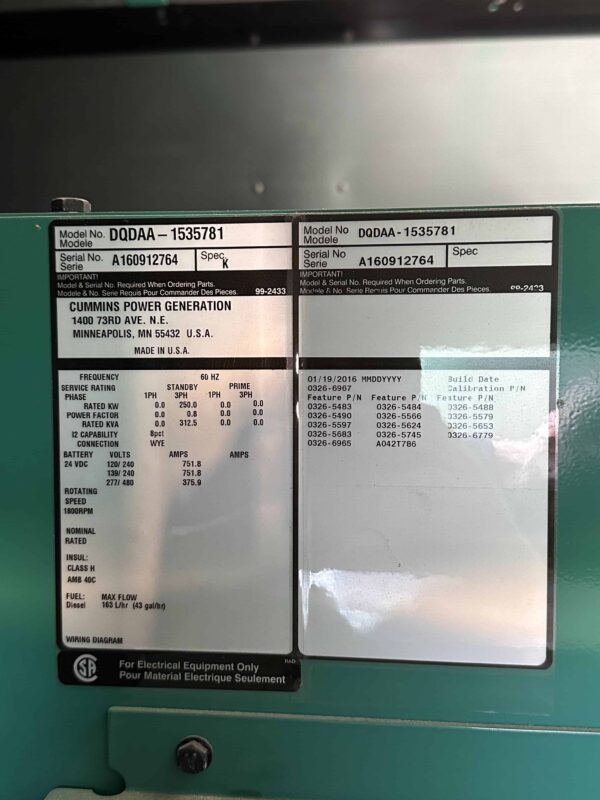 Model No. DQDAA - 1535781
Modele
Serial No. A160912764 Spec K
Serie
IMPORTANT!
Model & Serial No. Required When Ordering Parts.
Modele & No. Serie Requis Pour Commander Des Pieces. 99-2433
CUMMINS POWER GENERATION
1400 73RD AVE. N.E.
MINNEAPOLIS, MN 55432 U.S.A.
MADE IN U.S.A.
FREQUENCY 60 HZ
SERVICE RATING STANDBY PRIME
PHASE 1PH 3PH 1PH 3PH
RATED KW 0.0 250.0 0.0 0.0
POWER FACTOR 0.0 0.8 0.0 0.0
RATED KVA 0.0 312.5 0.0 0.0
I2 CAPABILITY 8pct
CONNECTION WYE
BATTERY VOLTS AMPS AMPS
24 VDC 120/ 240 751.8
139/ 240 751.8
277/ 480 375.9
ROTATING
SPEED
1800RPM
NOMINAL
RATED
INSUL:
CLASS H
AMB 40C
FUEL: MAX FLOW
Diesel 163 L/hr (43 gal/hr)
WIRING DIAGRAM
For Electrical Equipment Only
Pour Material Electrique Seulement
Model No DQDAA - 1535781
Modele
Serial No. A160912764 Spec
Serie
IMPORTANT!
Model & Serial No. Required When Ordering Parts.
Modele & No. Serie Requis Pour Commander Des Pieces. 99-2433
01/19/2016 MMDDYYYY Build Date
0326-6967 Calibration P/N
Feature P/N Feature P/N Feature P/N
0326-5483 0326-5484 0326-5488
0326-5490 0326-5566 0326-5579
0326-5597 0326-5624 0326-5653
0326-5683 0326-5745 0326-6779
0326-6965 A042T786